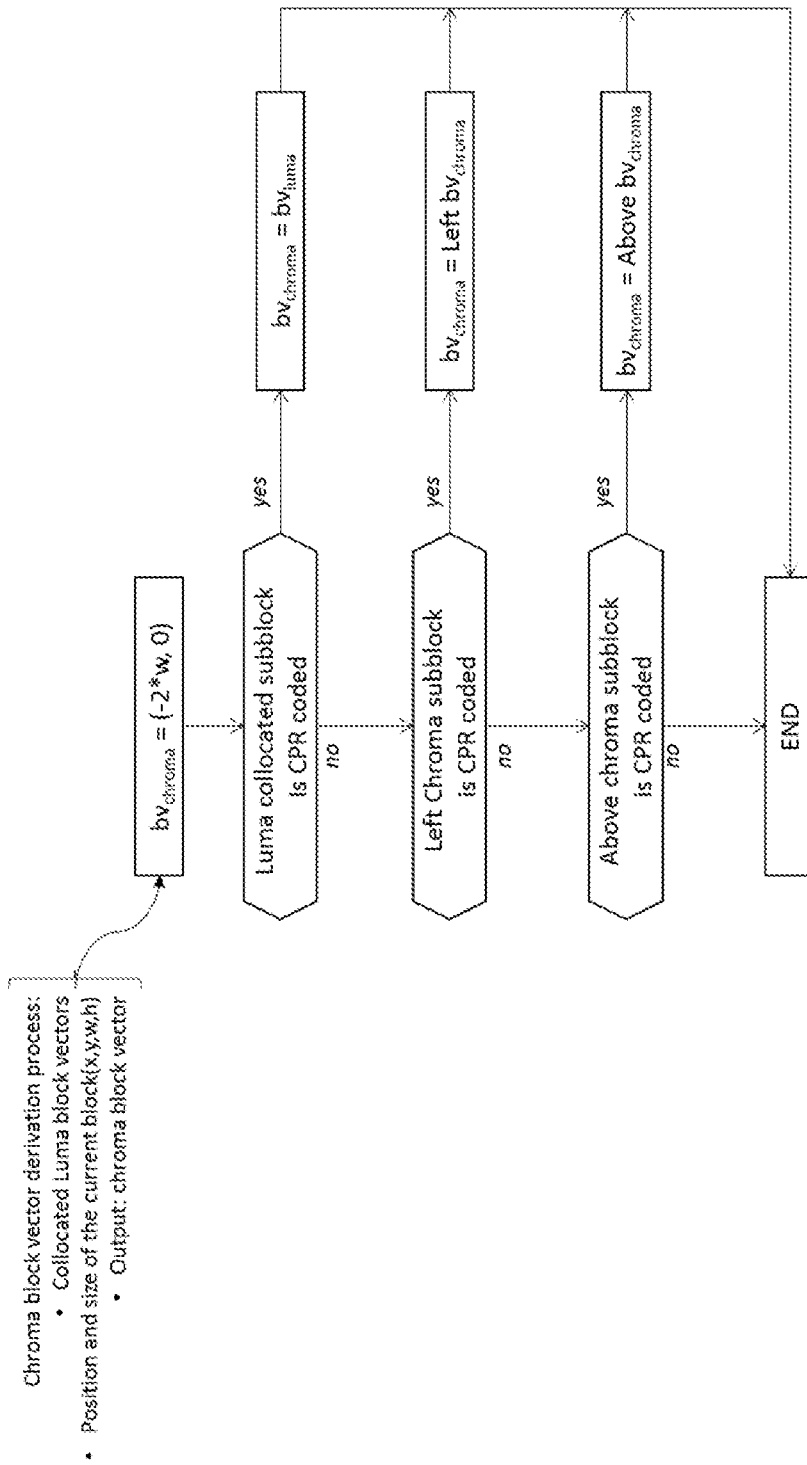 Chroma block vector derivation process:
• Collocated Luma block vectors
• Position and size of the current block(x,y,w,h)
• Output: chroma block vector
bvchroma = (-2*w, 0)
Luma collocated subblock
is CPR coded
yes
bvchroma = bvluma
no
Left Chroma subblock
is CPR coded
yes
bvchroma = Left bvchroma
no
Above chroma subblock
is CPR coded
yes
bvchroma = Above bvchroma
no
END